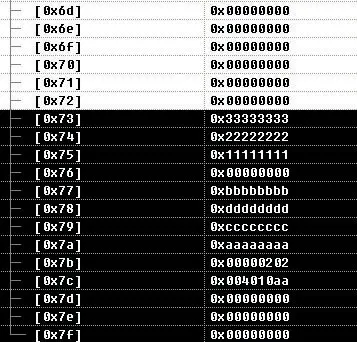 [0x6d] 0x00000000
[0x6e] 0x00000000
[0x6f] 0x00000000
[0x70] 0x00000000
[0x71] 0x00000000
[0x72] 0x00000000
[0x73] 0x33333333
[0x74] 0x22222222
[0x75] 0x11111111
[0x76] 0x00000000
[0x77] 0xbbbbbbbb
[0x78] 0xdddddddd
[0x79] 0xcccccccc
[0x7a] 0xaaaaaaaa
[0x7b] 0x00000202
[0x7c] 0x004010aa
[0x7d] 0x00000000
[0x7e] 0x00000000
[0x7f] 0x00000000